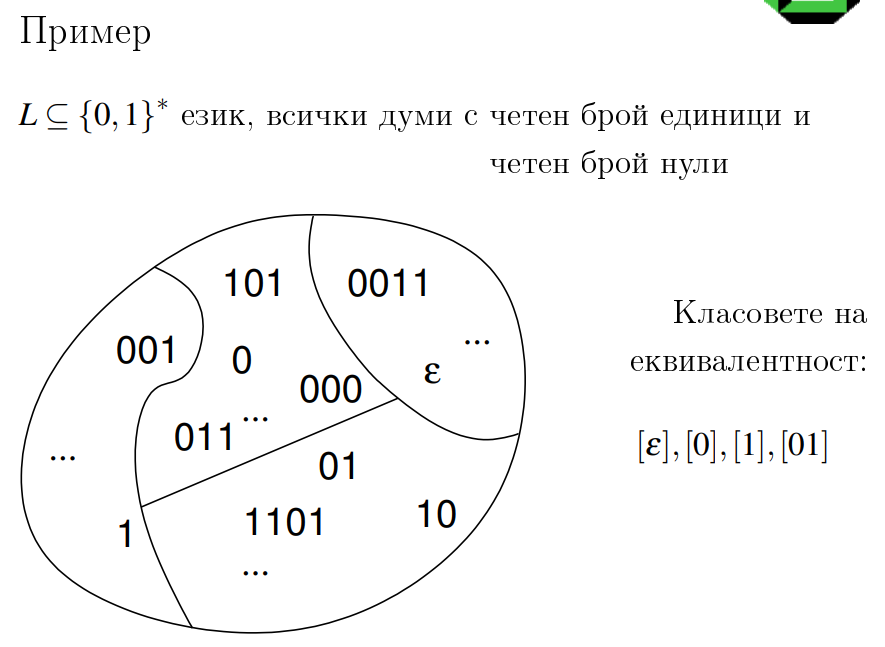 Пример
L ⊆ {0,1}* език, всички думи с четен брой единици и
четен брой нули
101
0011
001
0
...
ε
000
...
011
...
01
1
1101
10
...
Класовете на
еквивалентност:
[ε],[0],[1],[01]